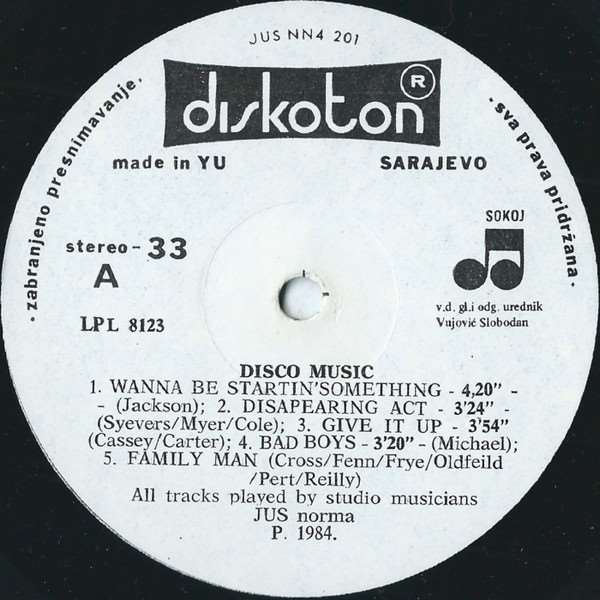 JUS NN4 201
diskoton ®
· zabranjeno presnimavanje.
· sva prava pridržana ·
made in YU
SARAJEVO
SOKOJ
stereo - 33
A
LPL 8123
v.d. gl.i odg. urednik
Vujović Slobodan
DISCO MUSIC
1. WANNA BE STARTIN'SOMETHING - 4,20" -
- (Jackson); 2. DISAPEARING ACT - 3'24" -
(Syevers/Myer/Cole); 3. GIVE IT UP - 3'54"
(Cassey/Carter); 4. BAD BOYS - 3'20" - (Michael);
5. FAMILY MAN (Cross/Fenn/Frye/Oldfeild
/Pert/Reilly)
All tracks played by studio musicians
JUS norma
P. 1984.